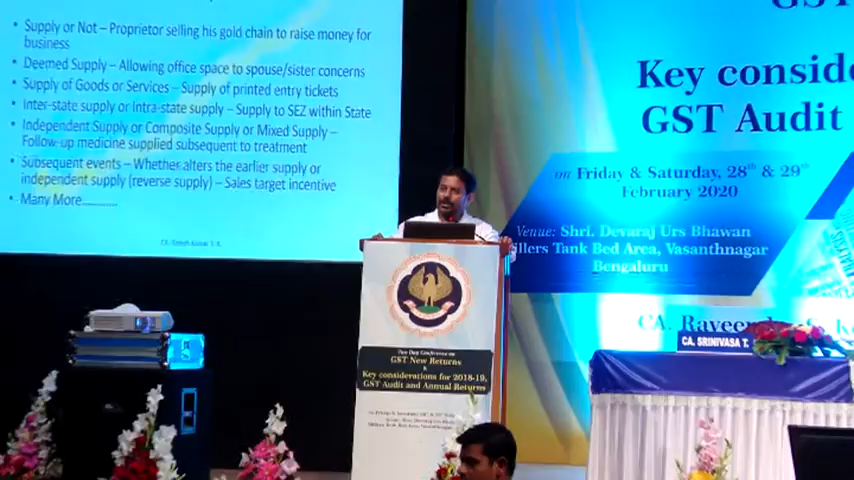 • Supply or Not – Proprietor selling his gold chain to raise money for
business
• Deemed Supply – Allowing office space to spouse/sister concerns
• Supply of Goods or Services – Supply of printed entry tickets
• Inter-state supply or Intra-state supply – Supply to SEZ within State
• Independent Supply or Composite Supply or Mixed Supply –
Follow-up medicine supplied subsequent to treatment
• Subsequent events – Whether alters the earlier supply or
independent supply (reverse supply) – Sales target incentive
• Many More............
GST
Key conside
GST Audit
on Friday & Saturday, 28th & 29th
February 2020
Venue: Shri. Devaraj Urs Bhawan
illers Tank Bed Area, Vasanthnagar
Bengaluru
CA. Raveen
CA. SRINIVASA T.
Two Day Conference on
GST New Returns
&
Key considerations for 2018-19,
GST Audit and Annual Returns